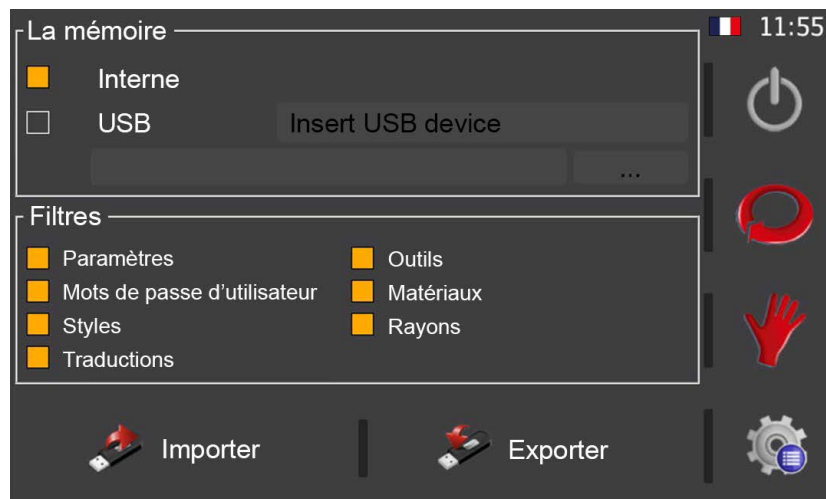 La mémoire
11:55
Interne
USB
Insert USB device
...
Filtres
Paramètres
Outils
Mots de passe d'utilisateur
Matériaux
Styles
Rayons
Traductions
Importer
Exporter